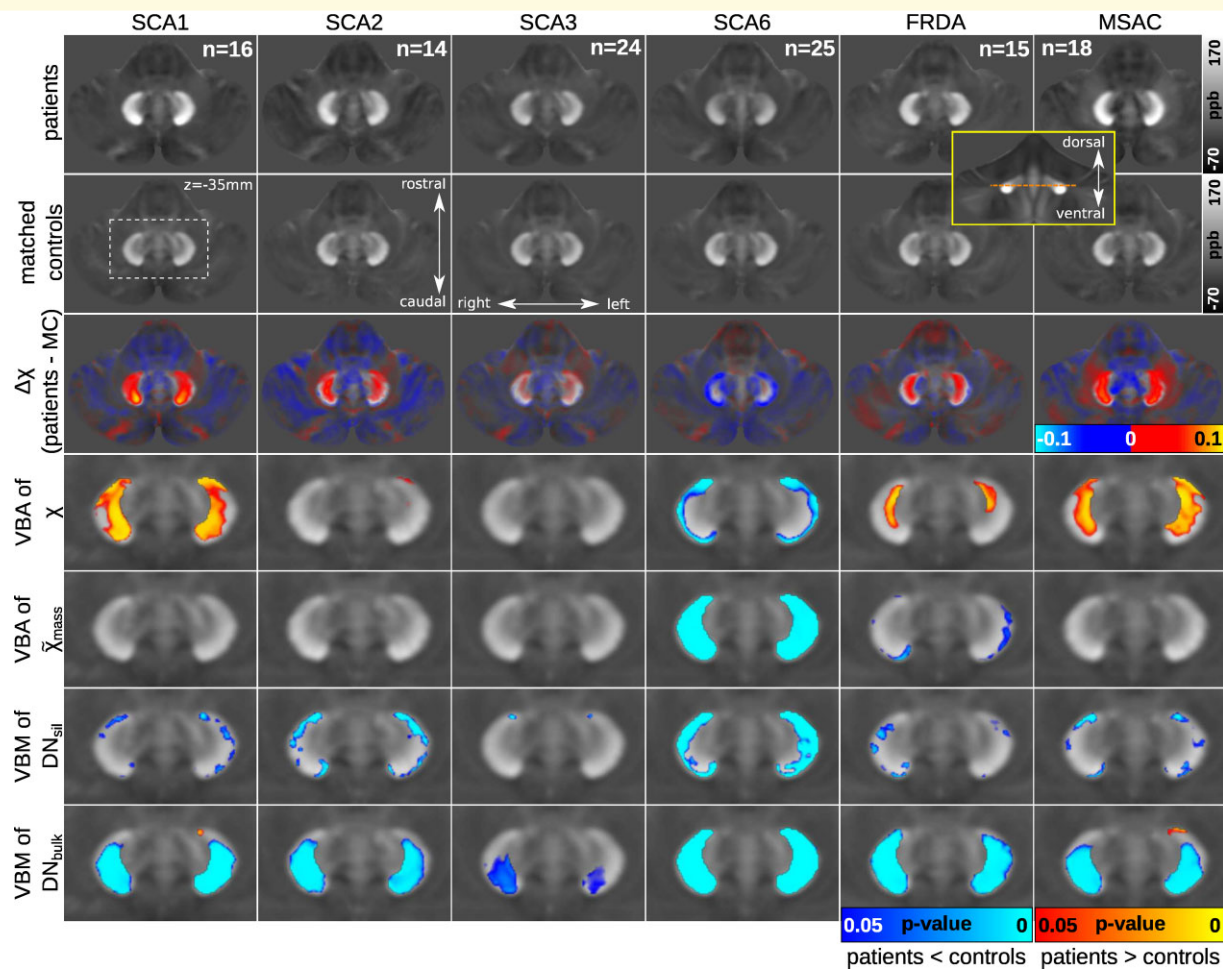 SCA1 SCA2 SCA3 SCA6 FRDA MSAC
patients
n=16 n=14 n=24 n=25 n=15 n=18
-70 ppb 170
matched
controls
z=-35mm
rostral
caudal
right left
dorsal
ventral
-70 ppb 170
Δχ
(patients - MC)
-0.1 0 0.1
VBA of
χ
VBA of
χ̃mass
VBM of
DNsil
VBM of
DNbulk
0.05 p-value 0
patients < controls
0.05 p-value 0
patients > controls